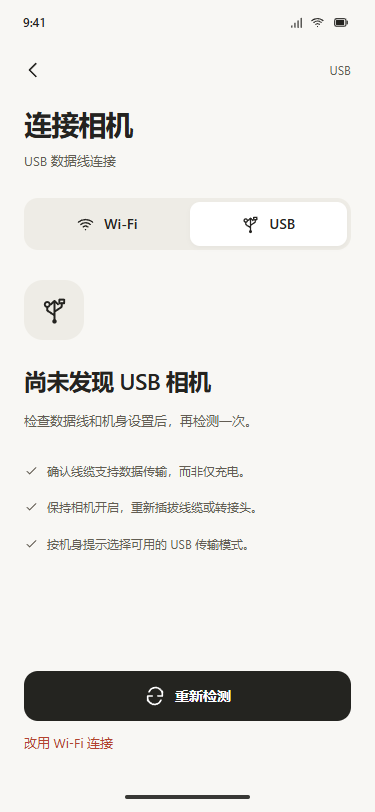 9:41
USB
连接相机
USB 数据线连接
Wi-Fi
USB
尚未发现 USB 相机
检查数据线和机身设置后，再检测一次。
确认线缆支持数据传输，而非仅充电。
保持相机开启，重新插拔线缆或转接头。
按机身提示选择可用的 USB 传输模式。
重新检测
改用 Wi-Fi 连接